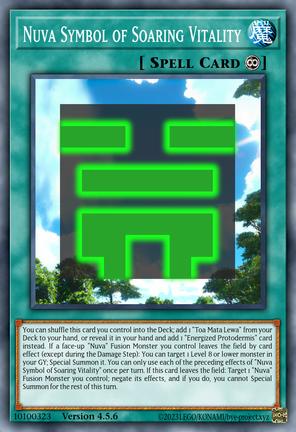 Nuva Symbol of Soaring Vitality
魔
[ Spell Card ]
You can shuffle this card you control into the Deck; add 1 "Toa Mata Lewa" from your
Deck to your hand, or reveal it in your hand and add 1 "Energized Protodermis" card
instead. If a face-up "Nuva" Fusion Monster you control leaves the field by card
effect (except during the Damage Step): You can target 1 Level 8 or lower monster in
your GY; Special Summon it. You can only use each of the preceding effects of "Nuva
Symbol of Soaring Vitality" once per turn. If this card leaves the field: Target 1 "Nuva"
Fusion Monster you control; negate its effects, and if you do, you cannot Special
Summon for the rest of this turn.
10100323 Version 4.5.6 ©2023 LEGO/KONAMI/bye-project.xyz